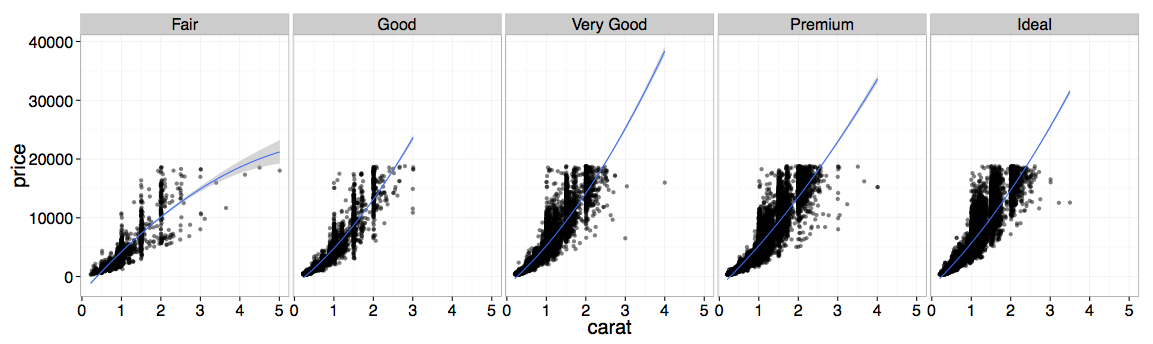 Fair Good Very Good Premium Ideal
40000
30000
20000
10000
0
price
0 1 2 3 4 5 0 1 2 3 4 5 0 1 2 3 4 5 0 1 2 3 4 5 0 1 2 3 4 5
carat